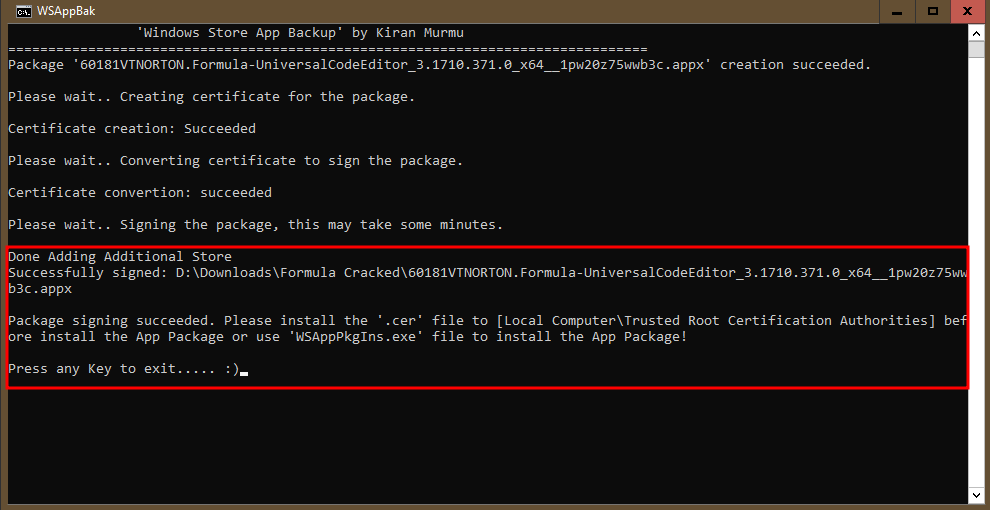 WSAppBak
'Windows Store App Backup' by Kiran Murmu
================================================================================
Package '60181VTNORTON.Formula-UniversalCodeEditor_3.1710.371.0_x64__1pw20z75wwb3c.appx' creation succeeded.
Please wait.. Creating certificate for the package.
Certificate creation: Succeeded
Please wait.. Converting certificate to sign the package.
Certificate convertion: succeeded
Please wait.. Signing the package, this may take some minutes.
Done Adding Additional Store
Successfully signed: D:\Downloads\Formula Cracked\60181VTNORTON.Formula-UniversalCodeEditor_3.1710.371.0_x64__1pw20z75ww
b3c.appx
Package signing succeeded. Please install the '.cer' file to [Local Computer\Trusted Root Certification Authorities] bef
ore install the App Package or use 'WSAppPkgIns.exe' file to install the App Package!
Press any Key to exit..... :)